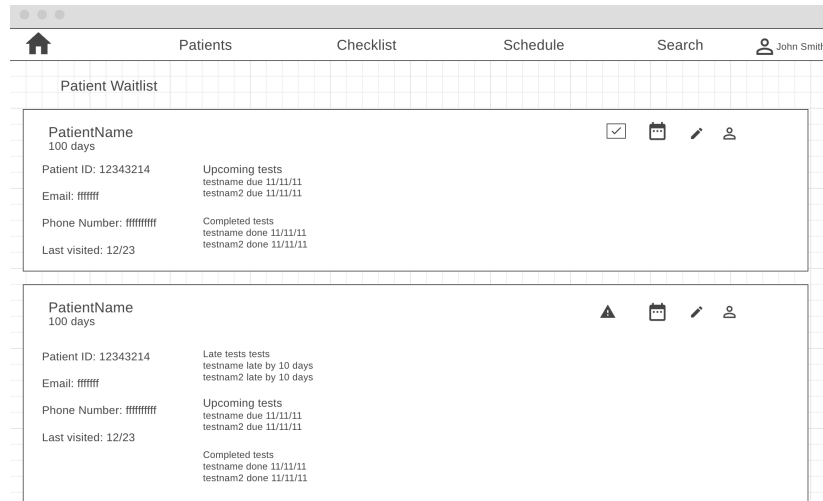 Patients Checklist Schedule Search John Smith
Patient Waitlist
PatientName
100 days
Patient ID: 12343214
Email: fffffff
Phone Number: ffffffffff
Last visited: 12/23
Upcoming tests
testname due 11/11/11
testnam2 due 11/11/11
Completed tests
testname done 11/11/11
testnam2 done 11/11/11
PatientName
100 days
Patient ID: 12343214
Email: fffffff
Phone Number: ffffffffff
Last visited: 12/23
Late tests tests
testname late by 10 days
testnam2 late by 10 days
Upcoming tests
testname due 11/11/11
testnam2 due 11/11/11
Completed tests
testname done 11/11/11
testnam2 done 11/11/11